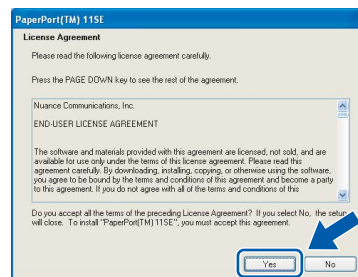 PaperPort(TM) 11SE
License Agreement
Please read the following license agreement carefully.
Press the PAGE DOWN key to see the rest of the agreement.
Nuance Communications, Inc.
END-USER LICENSE AGREEMENT
The software and materials provided with this agreement are licensed, not sold, and are
available for use only under the terms of this license agreement. Please read this
agreement carefully. By downloading, installing, copying, or otherwise using the software,
you agree to be bound by the terms and conditions of this agreement and become a party
to this agreement. If you do not agree with all of the terms and conditions of this
Do you accept all the terms of the preceding License Agreement? If you select No, the setup
will close. To install "PaperPort(TM) 11SE", you must accept this agreement.
Yes
No